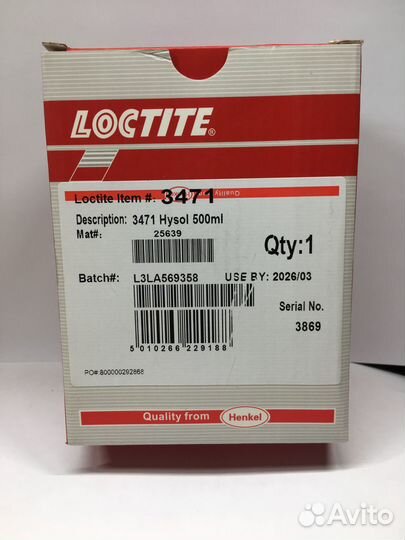 LOCTITE®
Quality
Loctite Item #: 3471
Description: 3471 Hysol 500ml
Mat#: 25639
Qty:1
Batch#: L3LA569358 USE BY: 2026/03
Serial No.
3869
5 010266 229188
PO#:800000292868
Quality from Henkel
Avito